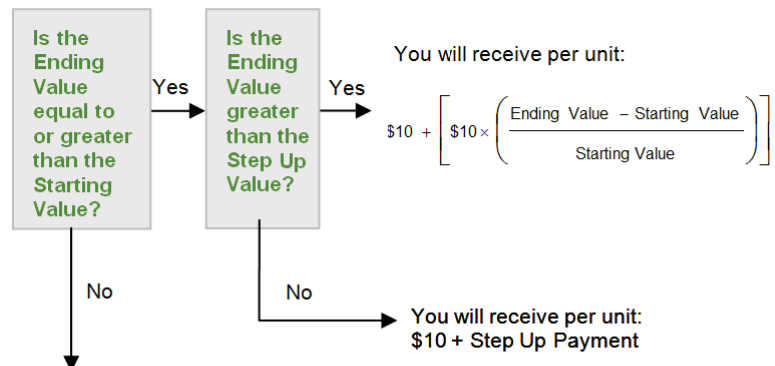 Is the
Ending
Value
equal to
or greater
than the
Starting
Value?
Yes
Is the
Ending
Value
greater
than the
Step Up
Value?
Yes
You will receive per unit:
$10 + [ $10 × ( Ending Value – Starting Value
Starting Value ) ]
No
No
You will receive per unit:
$10 + Step Up Payment